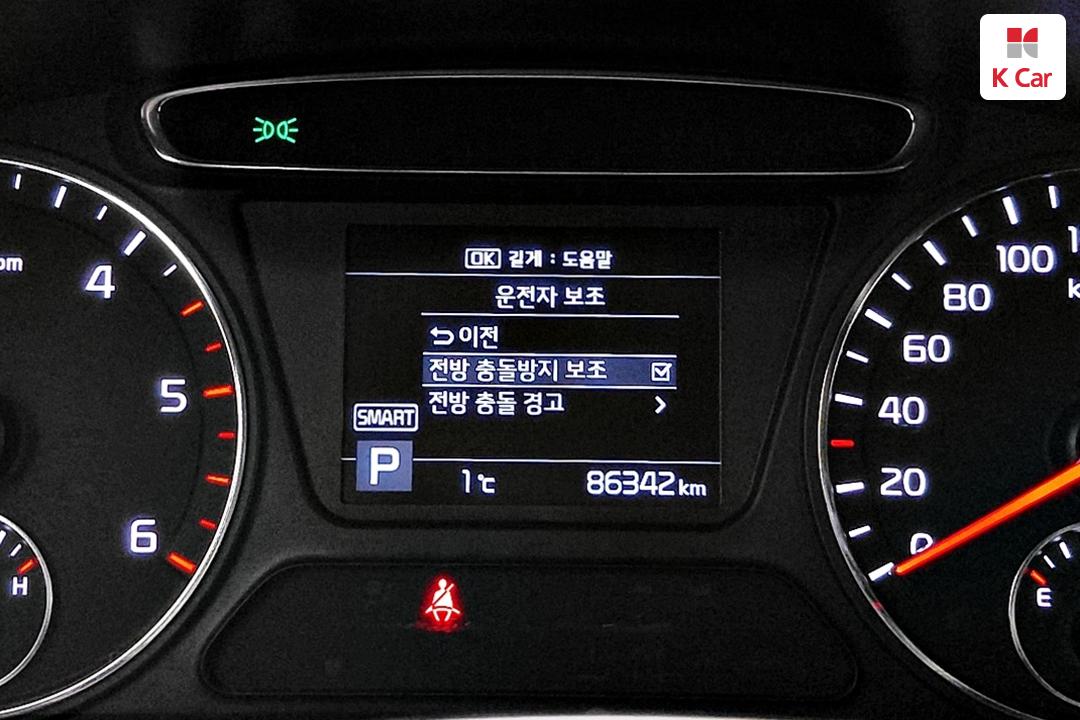 K Car
OK 길게 : 도움말
운전자 보조
이전
전방 충돌방지 보조
전방 충돌 경고
SMART
P
1℃
86342 km
4
5
6
H
100
80
60
40
20
0
E